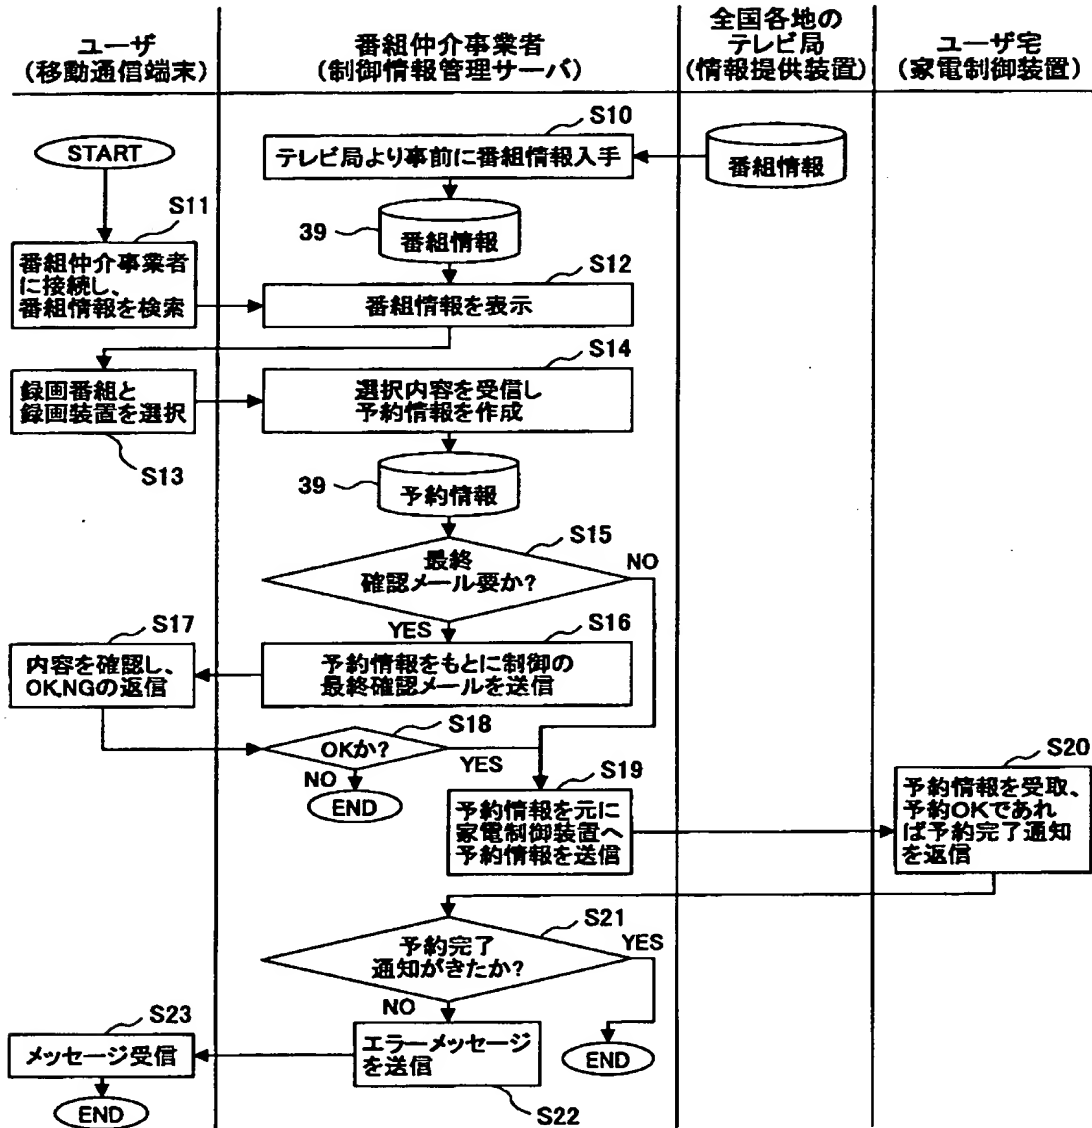 ユーザ
(移動通信端末)
番組仲介事業者
(制御情報管理サーバ)
全国各地の
テレビ局
(情報提供装置)
ユーザ宅
(家電制御装置)
START
S10
テレビ局より事前に番組情報入手
番組情報
39
番組情報
S11
番組仲介事業者
に接続し、
番組情報を検索
S12
番組情報を表示
録画番組と
録画装置を選択
S13
S14
選択内容を受信し
予約情報を作成
39
予約情報
S15
最終
確認メール要か?
NO
YES
S16
予約情報をもとに制御の
最終確認メールを送信
S17
内容を確認し、
OK,NGの返信
S18
OKか?
YES
NO
END
S19
予約情報を元に
家電制御装置へ
予約情報を送信
S20
予約情報を受取、
予約OKであれ
ば予約完了通知
を返信
S21
予約完了
通知がきたか?
YES
NO
END
エラーメッセージ
を送信
S22
S23
メッセージ受信
END